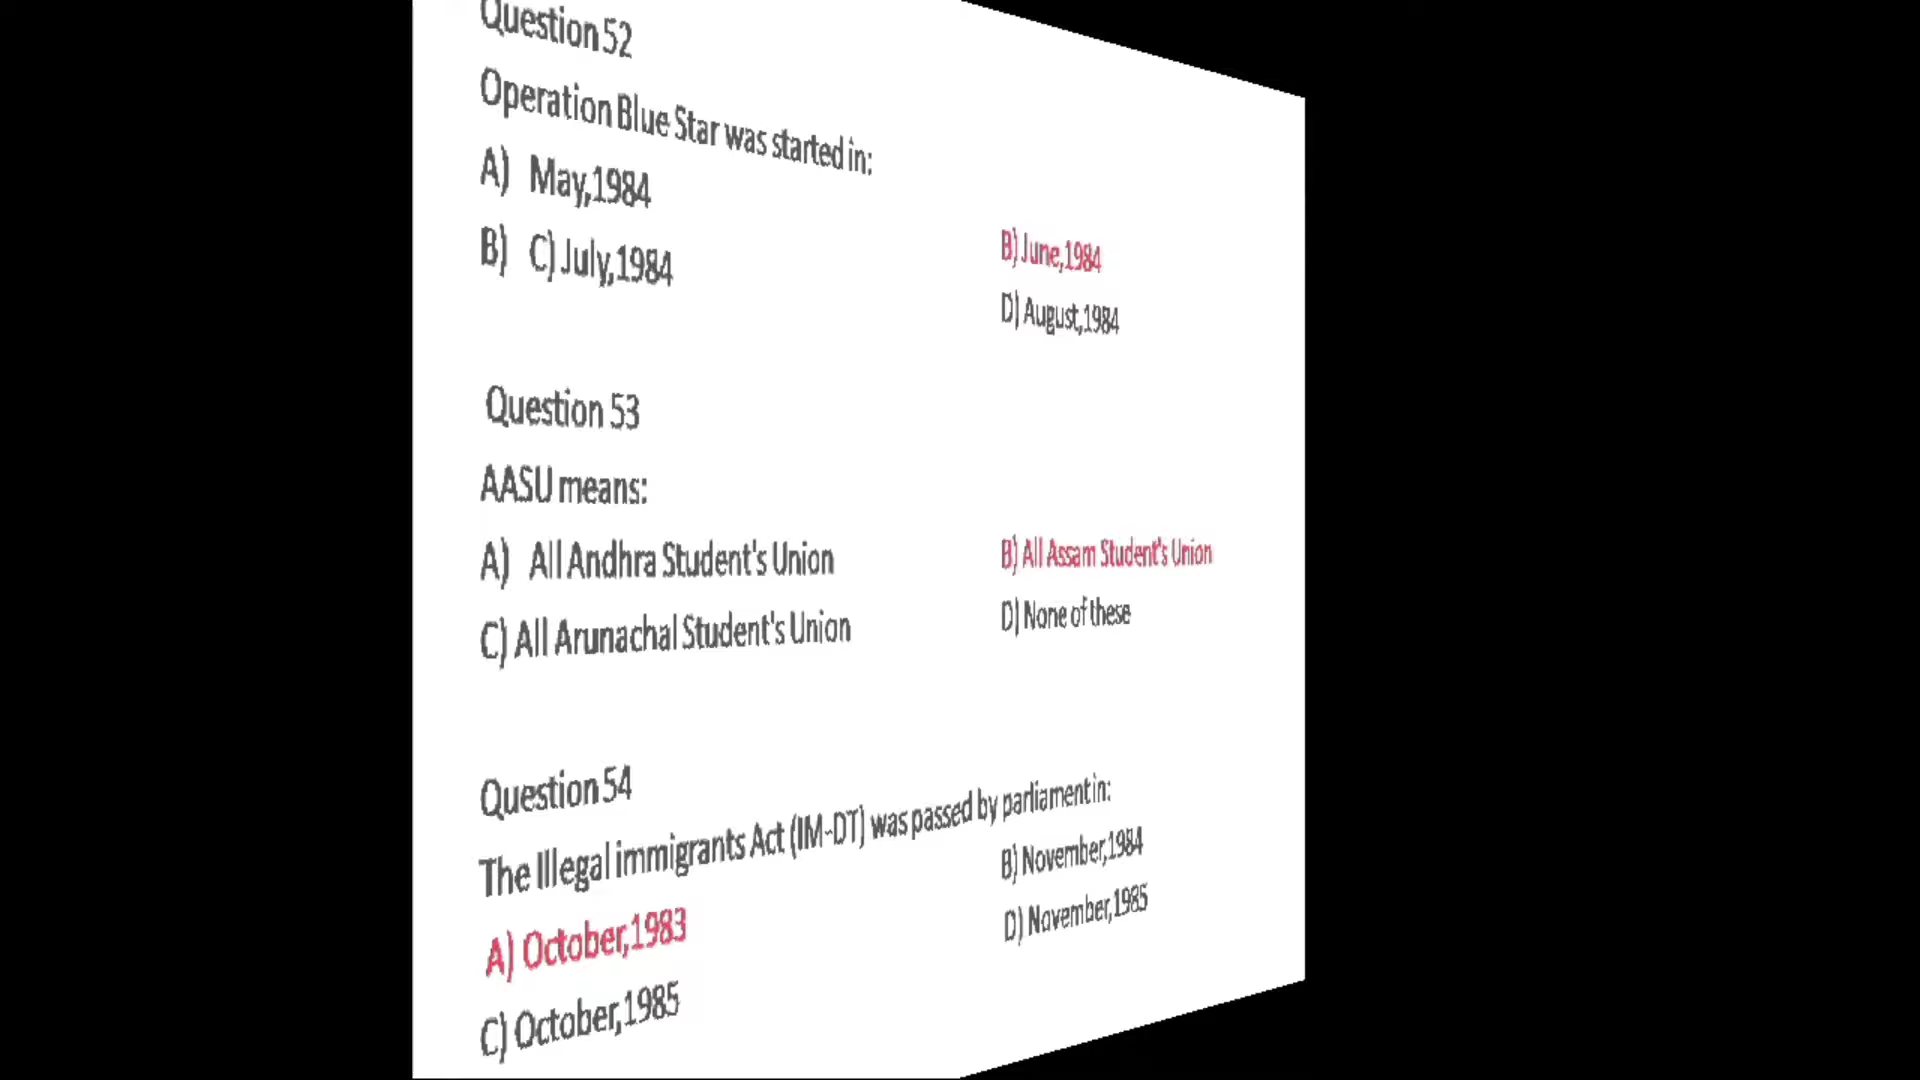 Question 52
Operation Blue Star was started in:
A) May,1984
B) June,1984
B) C) July,1984
D) August,1984
Question 53
AASU means:
A) All Andhra Student's Union
B) All Assam Student's Union
C) All Arunachal Student's Union
D) None of these
Question 54
The Illegal immigrants Act (IM-DT) was passed by parliament in:
A) October,1983
B) November,1984
C) October,1985
D) November,1985